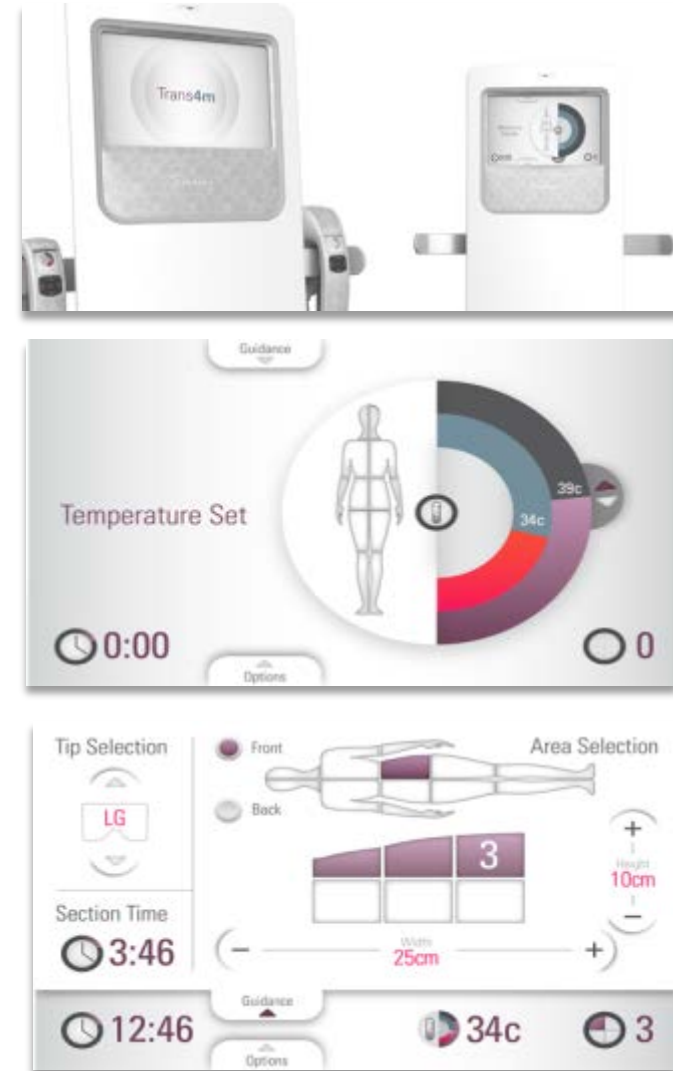 Trans4m
Guidance
Temperature Set
39c
34c
0:00
0
Options
Tip Selection
Front
Area Selection
Back
LG
3
+
Height
10cm
−
Section Time
3:46
− Width +
25cm
Guidance
12:46
34c
3
Options